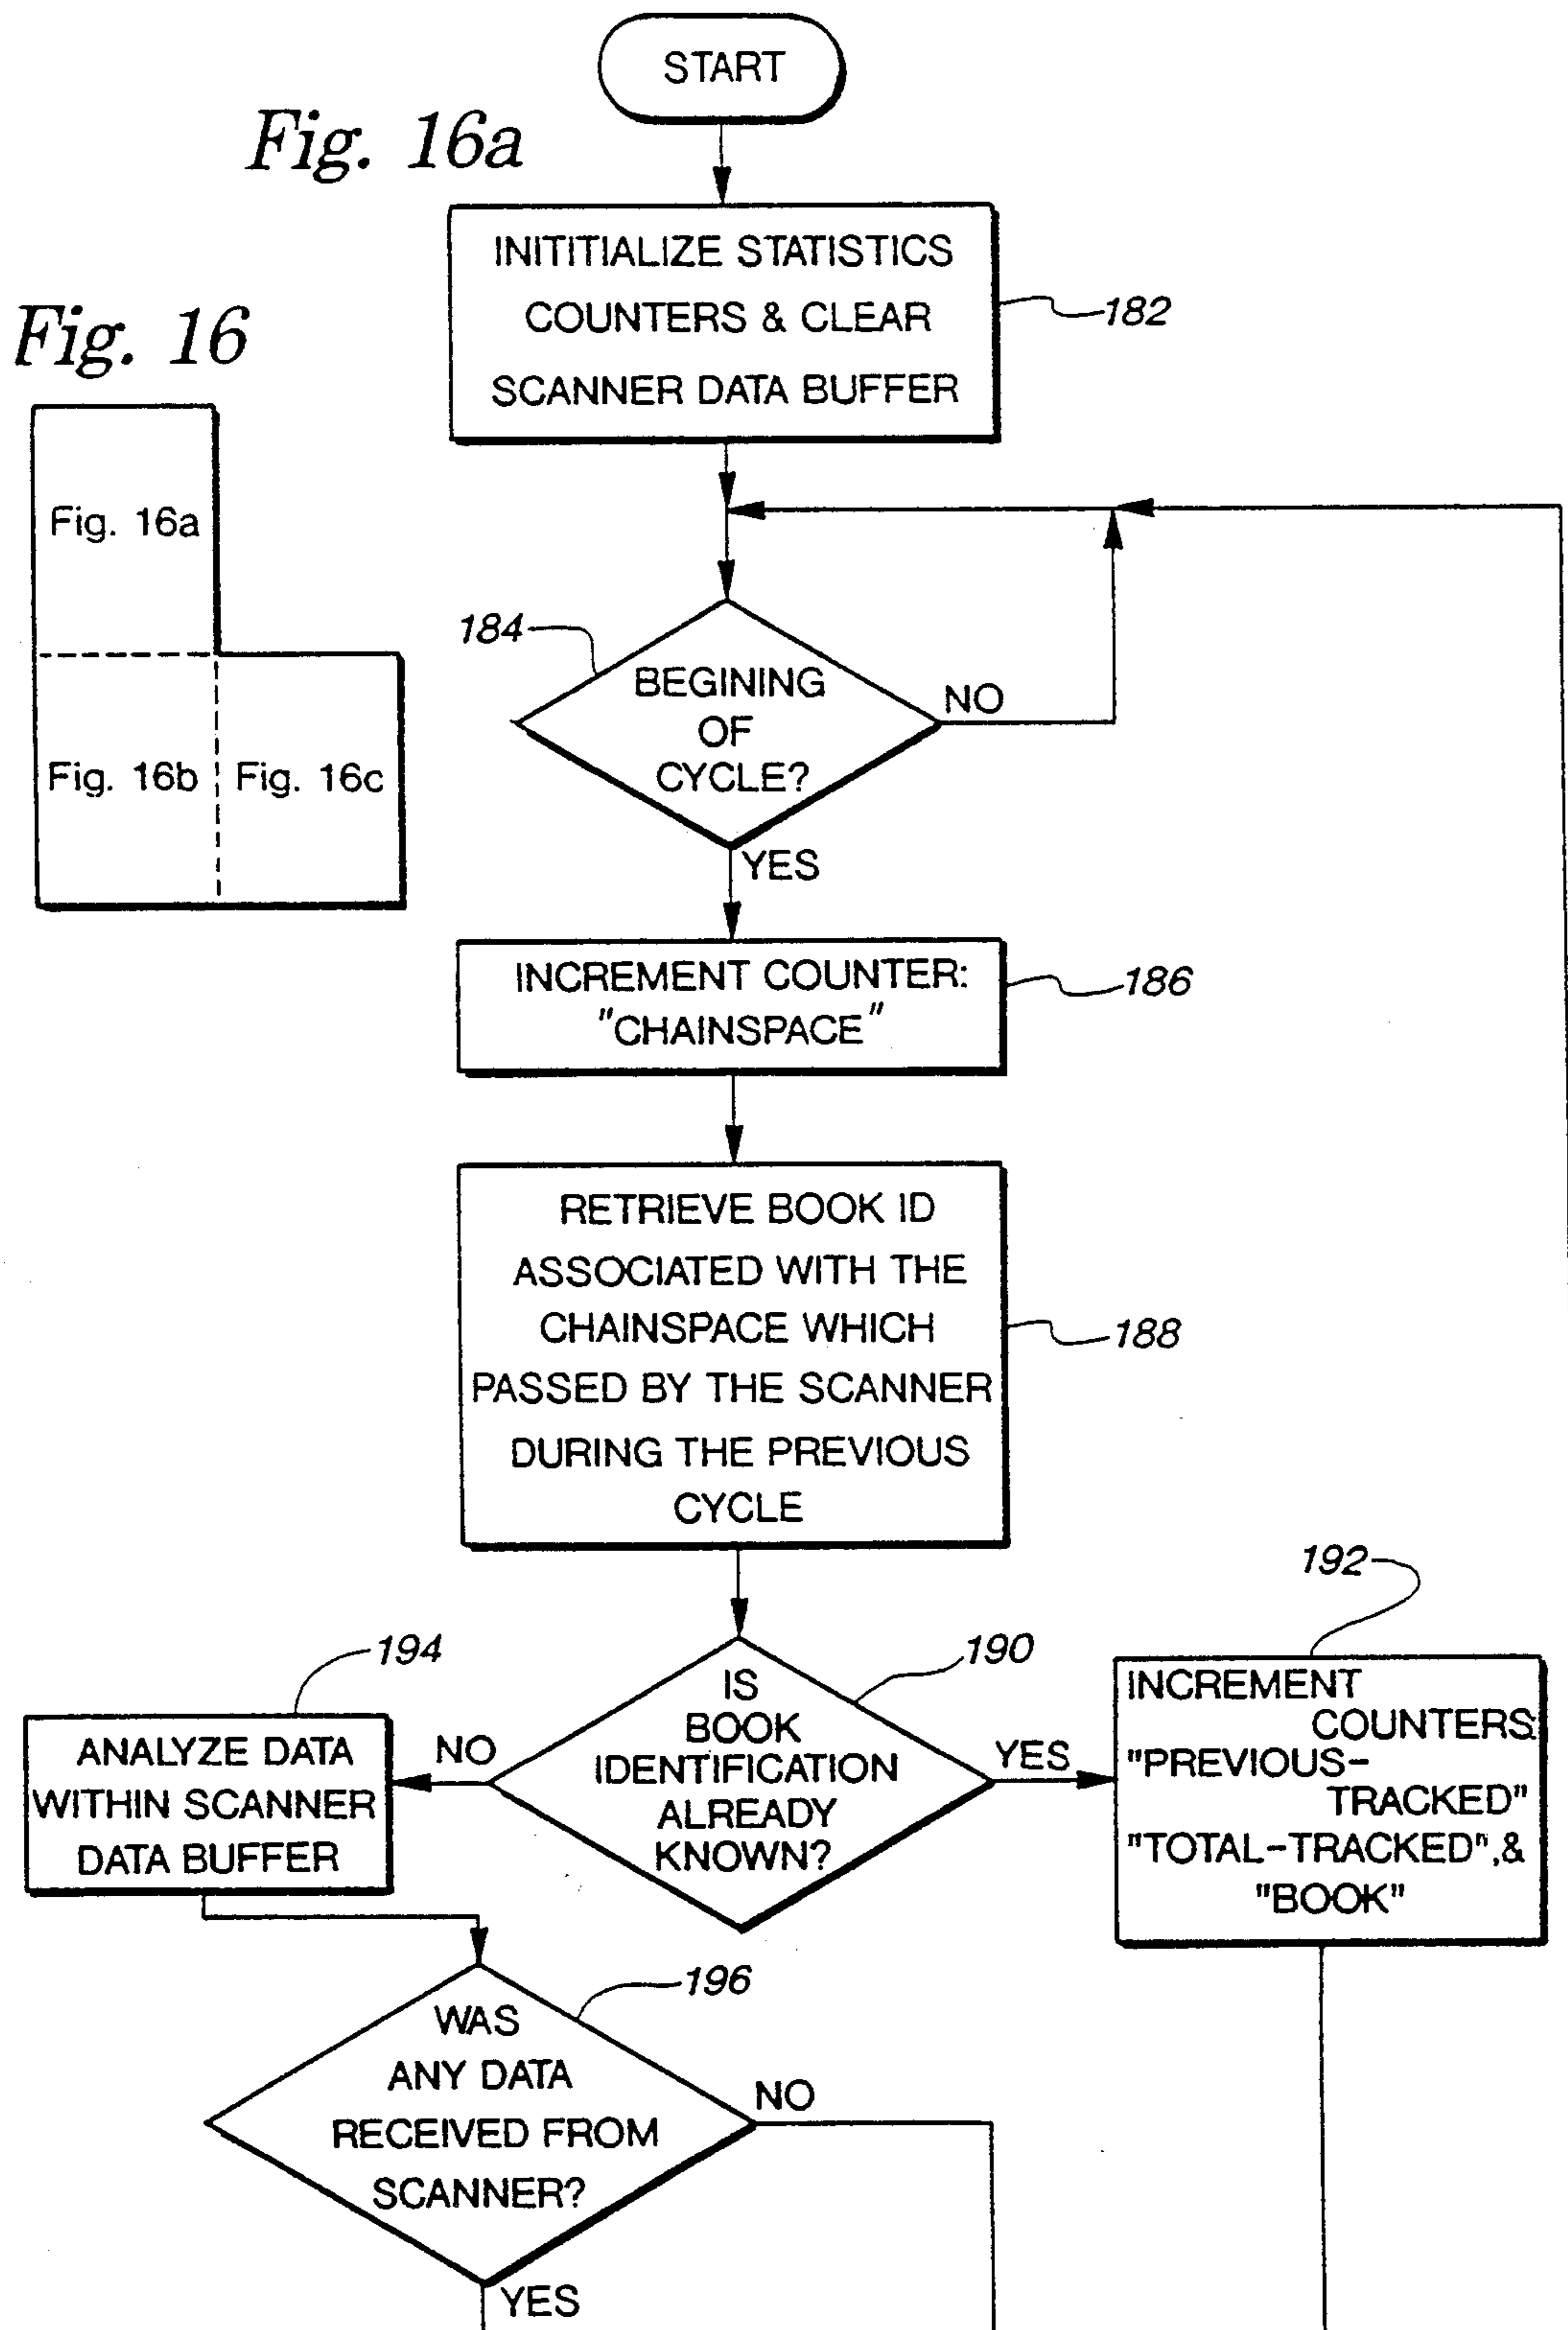 START
Fig. 16a
INITITIALIZE STATISTICS
COUNTERS & CLEAR
SCANNER DATA BUFFER
182
Fig. 16
Fig. 16a
Fig. 16b
Fig. 16c
184
BEGINING
OF
CYCLE?
NO
YES
INCREMENT COUNTER:
"CHAINSPACE"
186
RETRIEVE BOOK ID
ASSOCIATED WITH THE
CHAINSPACE WHICH
PASSED BY THE SCANNER
DURING THE PREVIOUS
CYCLE
188
190
IS
BOOK
IDENTIFICATION
ALREADY
KNOWN?
YES
192
INCREMENT
COUNTERS:
"PREVIOUS-
TRACKED"
"TOTAL-TRACKED",&
"BOOK"
NO
194
ANALYZE DATA
WITHIN SCANNER
DATA BUFFER
196
WAS
ANY DATA
RECEIVED FROM
SCANNER?
NO
YES